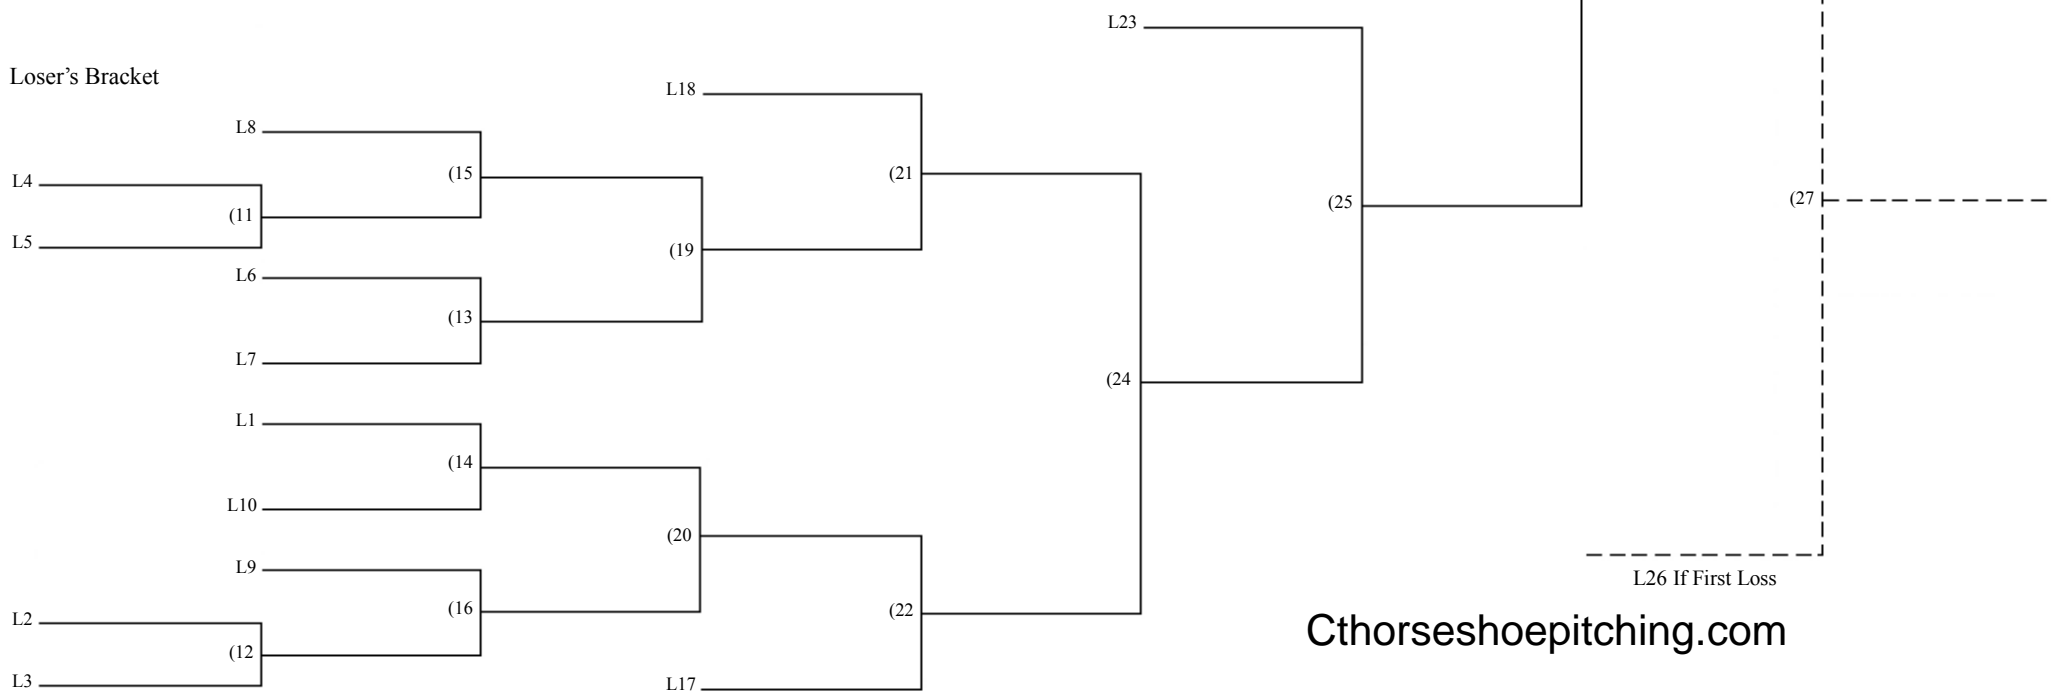 L23
Loser’s Bracket
L18
L8
(15
(21
L4
(11
(25
(27
L5
(19
L6
(13
L7
(24
L1
(14
L10
(20
L9
L26 If First Loss
(16
(22
L2
Cthorseshoepitching.com
(12
L3
L17